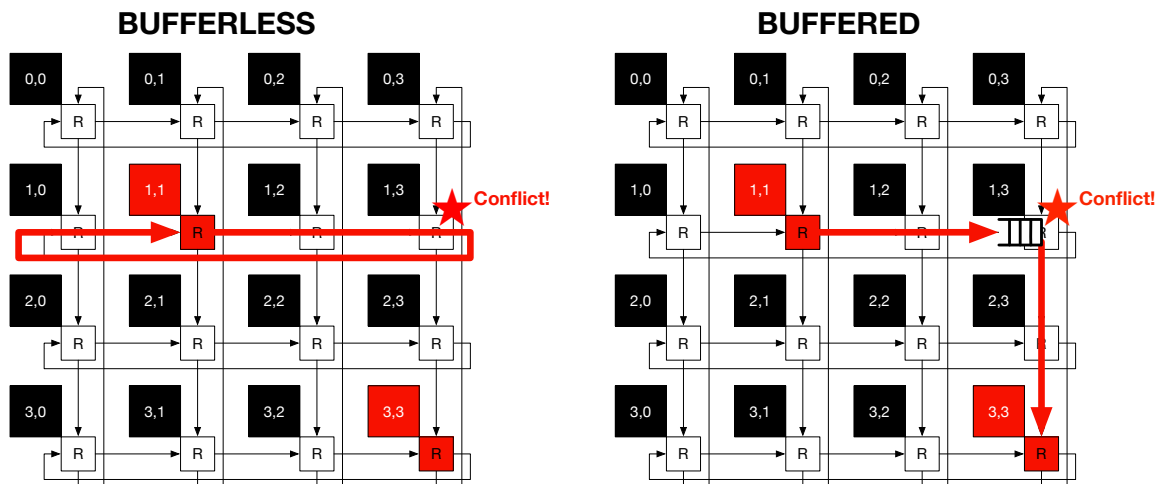 BUFFERLESS
0,0 0,1 0,2 0,3
R R R R
1,0 1,1 1,2 1,3
Conflict!
R R R R
2,0 2,1 2,2 2,3
R R R R
3,0 3,1 3,2 3,3
R R R R
BUFFERED
0,0 0,1 0,2 0,3
R R R R
1,0 1,1 1,2 1,3
Conflict!
R R R R
2,0 2,1 2,2 2,3
R R R R
3,0 3,1 3,2 3,3
R R R R